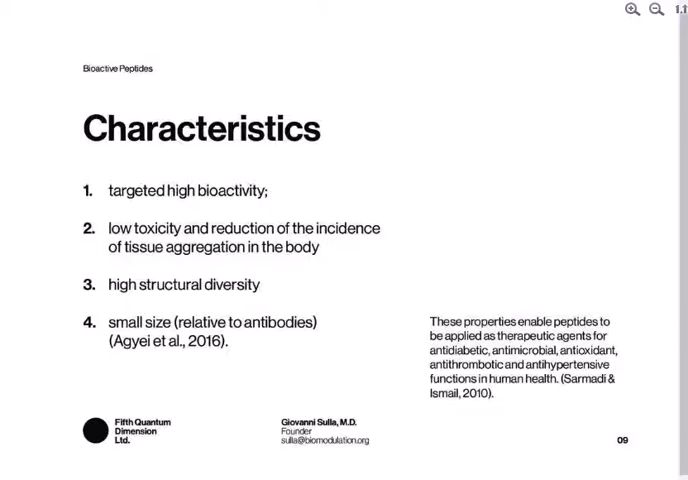 Bioactive Peptides
Characteristics
1. targeted high bioactivity;
2. low toxicity and reduction of the incidence
of tissue aggregation in the body
3. high structural diversity
4. small size (relative to antibodies)
(Agyei et al., 2016).
These properties enable peptides to
be applied as therapeutic agents for
antidiabetic, antimicrobial, antioxidant,
antithrombotic and antihypertensive
functions in human health. (Sarmadi &
Ismail, 2010).
Fifth Quantum
Dimension
Ltd.
Giovanni Sulla, M.D.
Founder
sulla@biomodulation.org
09